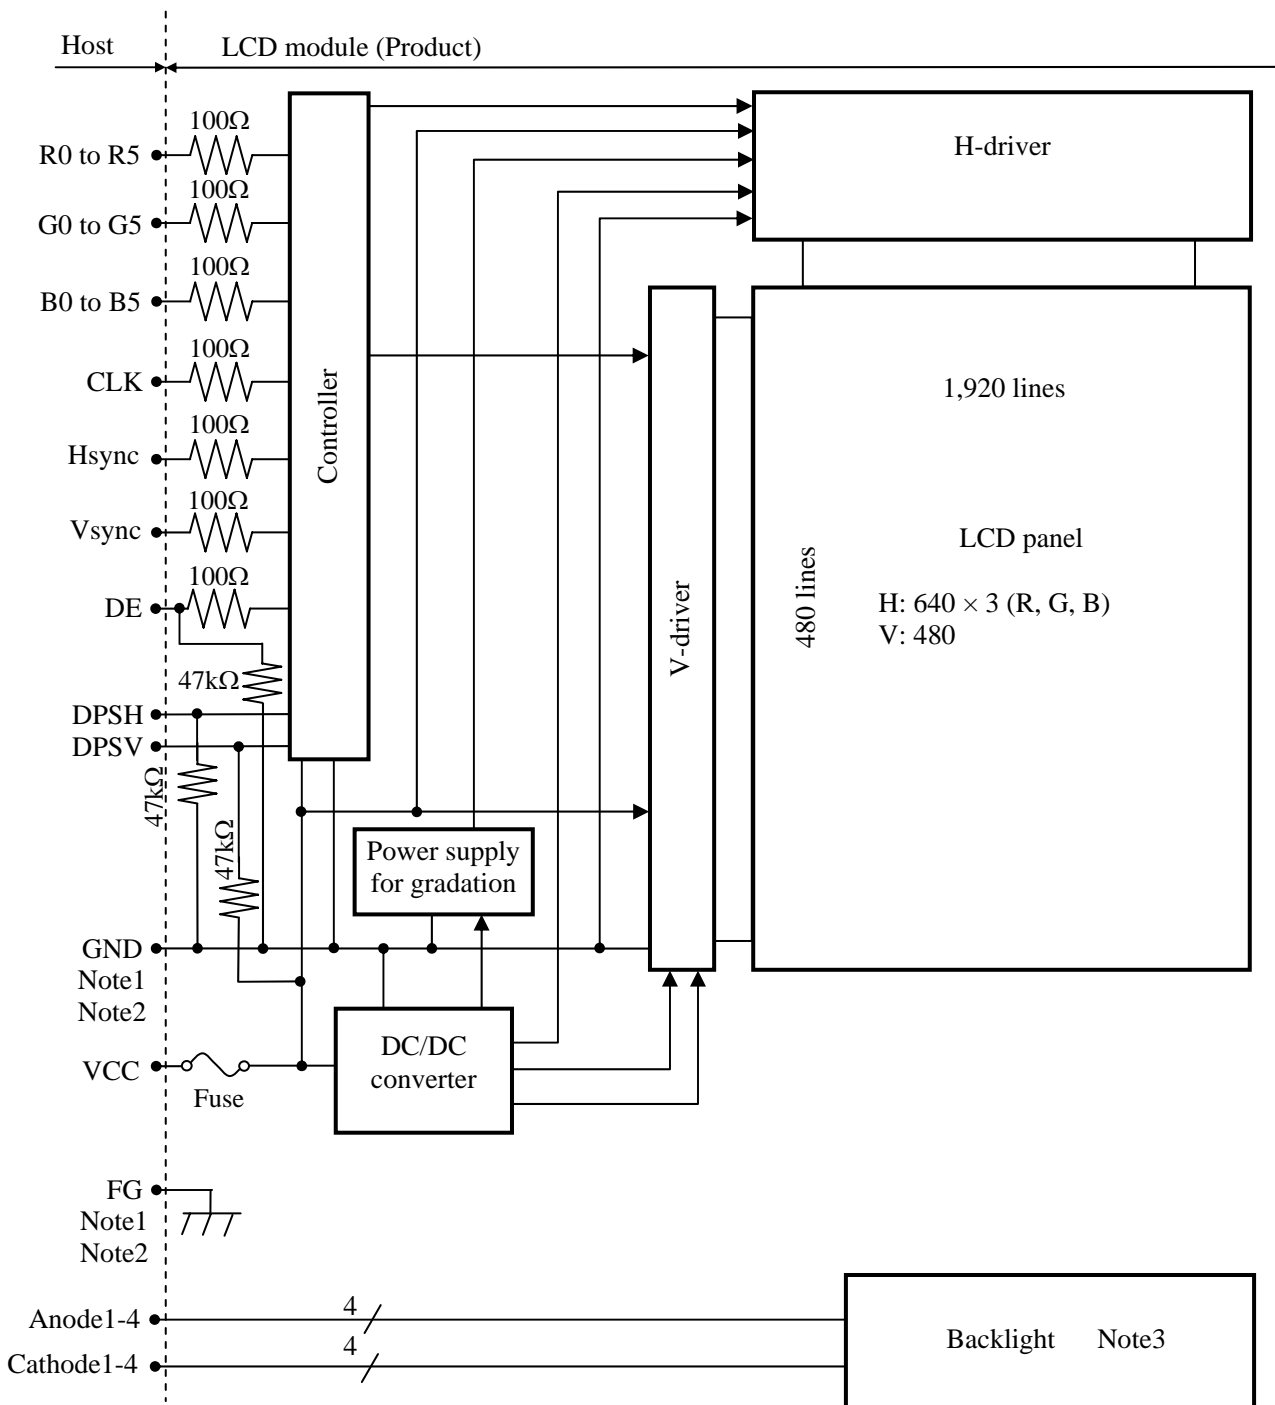 Host
LCD module (Product)
100Ω
R0 to R5
100Ω
G0 to G5
100Ω
B0 to B5
100Ω
CLK
100Ω
Hsync
100Ω
Vsync
100Ω
DE
47kΩ
DPSH
DPSV
47kΩ
47kΩ
Controller
H-driver
V-driver
1,920 lines
480 lines
LCD panel
H: 640 × 3 (R, G, B)
V: 480
Power supply
for gradation
GND
Note1
Note2
VCC
Fuse
DC/DC
converter
FG
Note1
Note2
Anode1-4
4
Cathode1-4
4
Backlight Note3